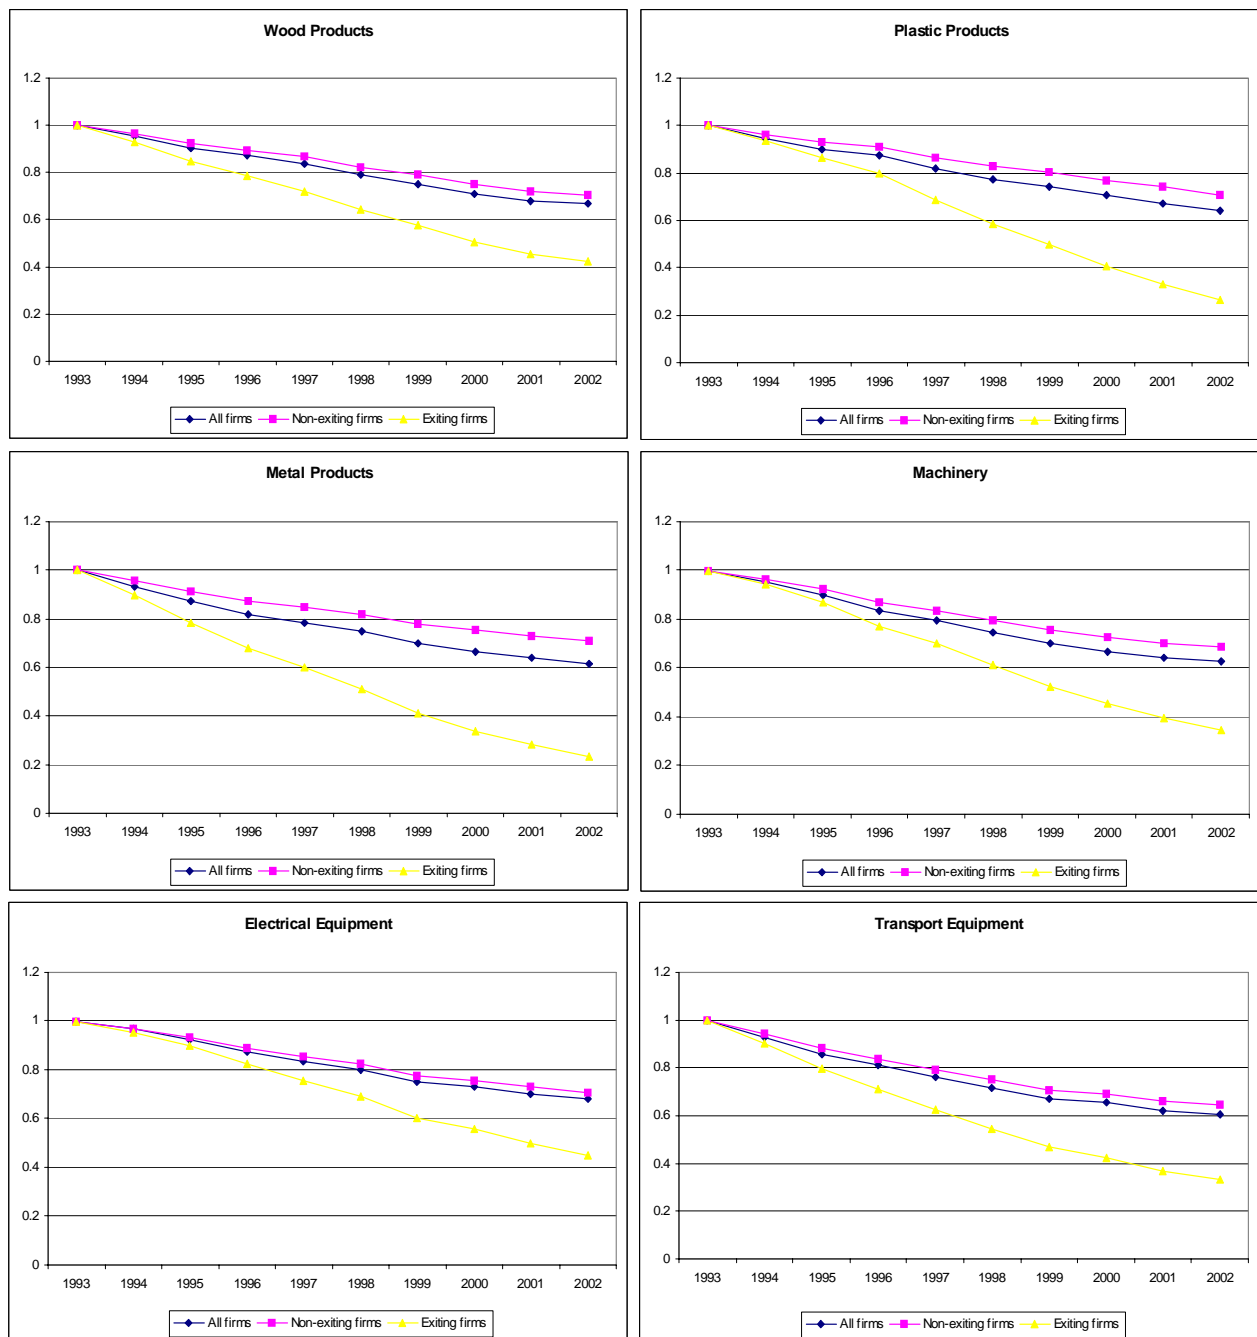 Wood Products
1.2
1
0.8
0.6
0.4
0.2
0
1993 1994 1995 1996 1997 1998 1999 2000 2001 2002
All firms Non-exiting firms Exiting firms
Plastic Products
1.2
1
0.8
0.6
0.4
0.2
0
1993 1994 1995 1996 1997 1998 1999 2000 2001 2002
All firms Non-exiting firms Exiting firms
Metal Products
1.2
1
0.8
0.6
0.4
0.2
0
1993 1994 1995 1996 1997 1998 1999 2000 2001 2002
All firms Non-exiting firms Exiting firms
Machinery
1.2
1
0.8
0.6
0.4
0.2
0
1993 1994 1995 1996 1997 1998 1999 2000 2001 2002
All firms Non-exiting firms Exiting firms
Electrical Equipment
1.2
1
0.8
0.6
0.4
0.2
0
1993 1994 1995 1996 1997 1998 1999 2000 2001 2002
All firms Non-exiting firms Exiting firms
Transport Equipment
1.2
1
0.8
0.6
0.4
0.2
0
1993 1994 1995 1996 1997 1998 1999 2000 2001 2002
All firms Non-exiting firms Exiting firms